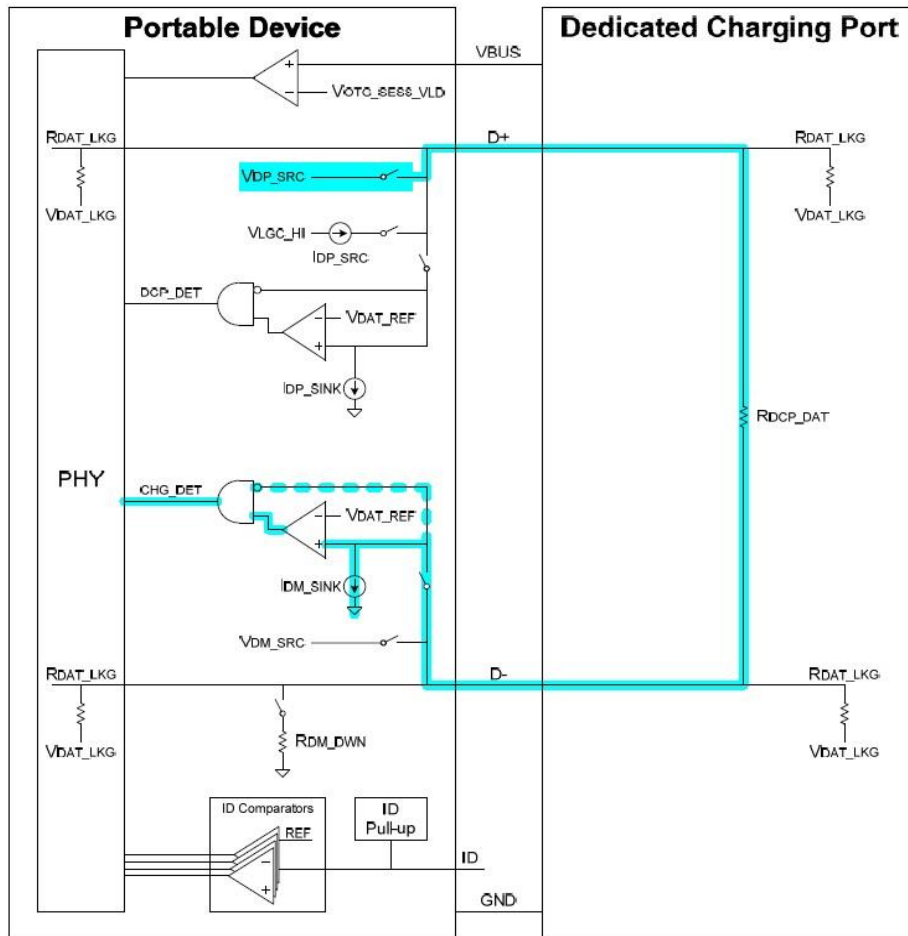 Portable Device
Dedicated Charging Port
VBUS
VOTG_SESS_VLD
RDAT_LKG
D+
RDAT_LKG
VDP_SRC
VDAT_LKG
VDAT_LKG
VLGC_HI
IDP_SRC
DCP_DET
VDAT_REF
IDP_SINK
RDCP_DAT
PHY
CHG_DET
VDAT_REF
IDM_SINK
VDM_SRC
RDAT_LKG
D-
RDAT_LKG
VDAT_LKG
RDM_DWN
VDAT_LKG
ID Comparators
REF
ID
Pull-up
ID
GND